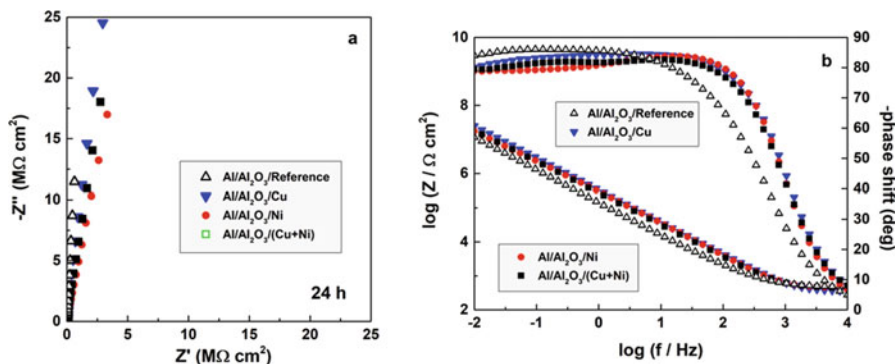 a
-Z'' (MΩ cm²)
25
20
15
10
5
0
Al/Al₂O₃/Reference
Al/Al₂O₃/Cu
Al/Al₂O₃/Ni
Al/Al₂O₃/(Cu+Ni)
24 h
0 5 10 15 20 25
Z' (MΩ cm²)
b
log (Z / Ω cm²)
10
8
6
4
2
Al/Al₂O₃/Reference
Al/Al₂O₃/Cu
Al/Al₂O₃/Ni
Al/Al₂O₃/(Cu+Ni)
90
80
70
60
50
40
30
20
10
0
-phase shift (deg)
-2 -1 0 1 2 3 4
log (f / Hz)